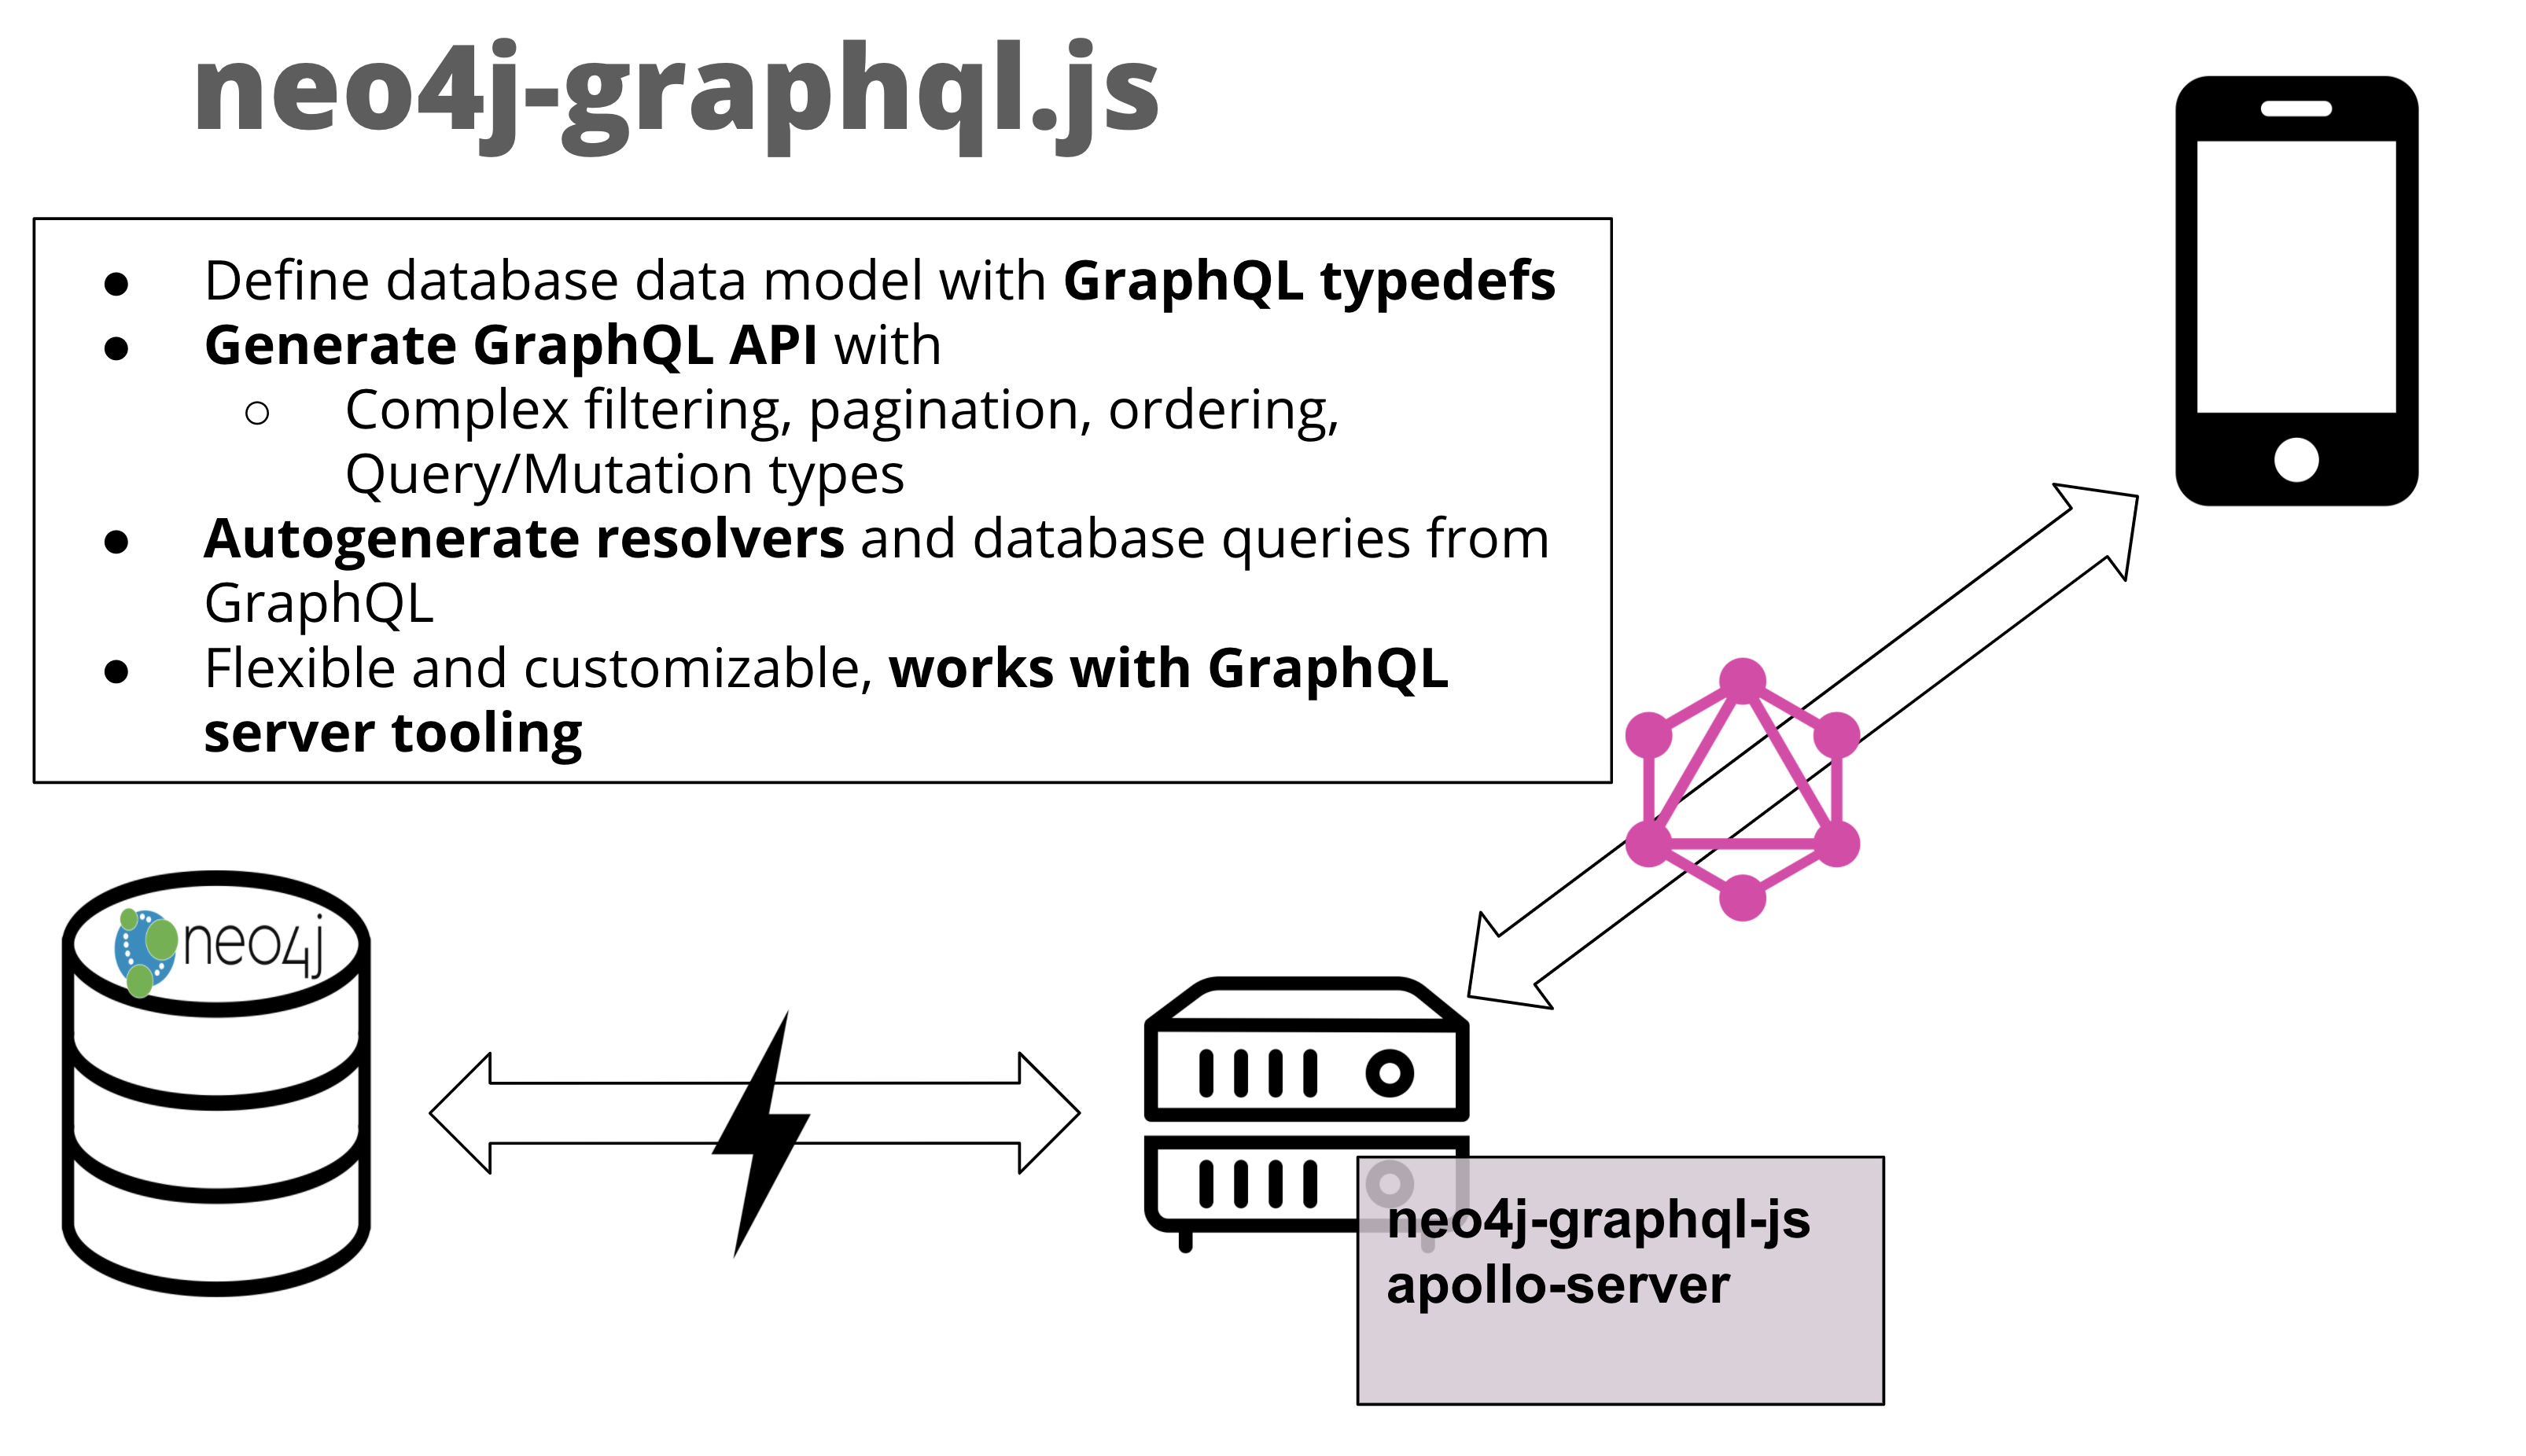 neo4j-graphql.js
● Define database data model with GraphQL typedefs
● Generate GraphQL API with
○ Complex filtering, pagination, ordering,
Query/Mutation types
● Autogenerate resolvers and database queries from
GraphQL
● Flexible and customizable, works with GraphQL
server tooling
neo4j
neo4j-graphql-js
apollo-server